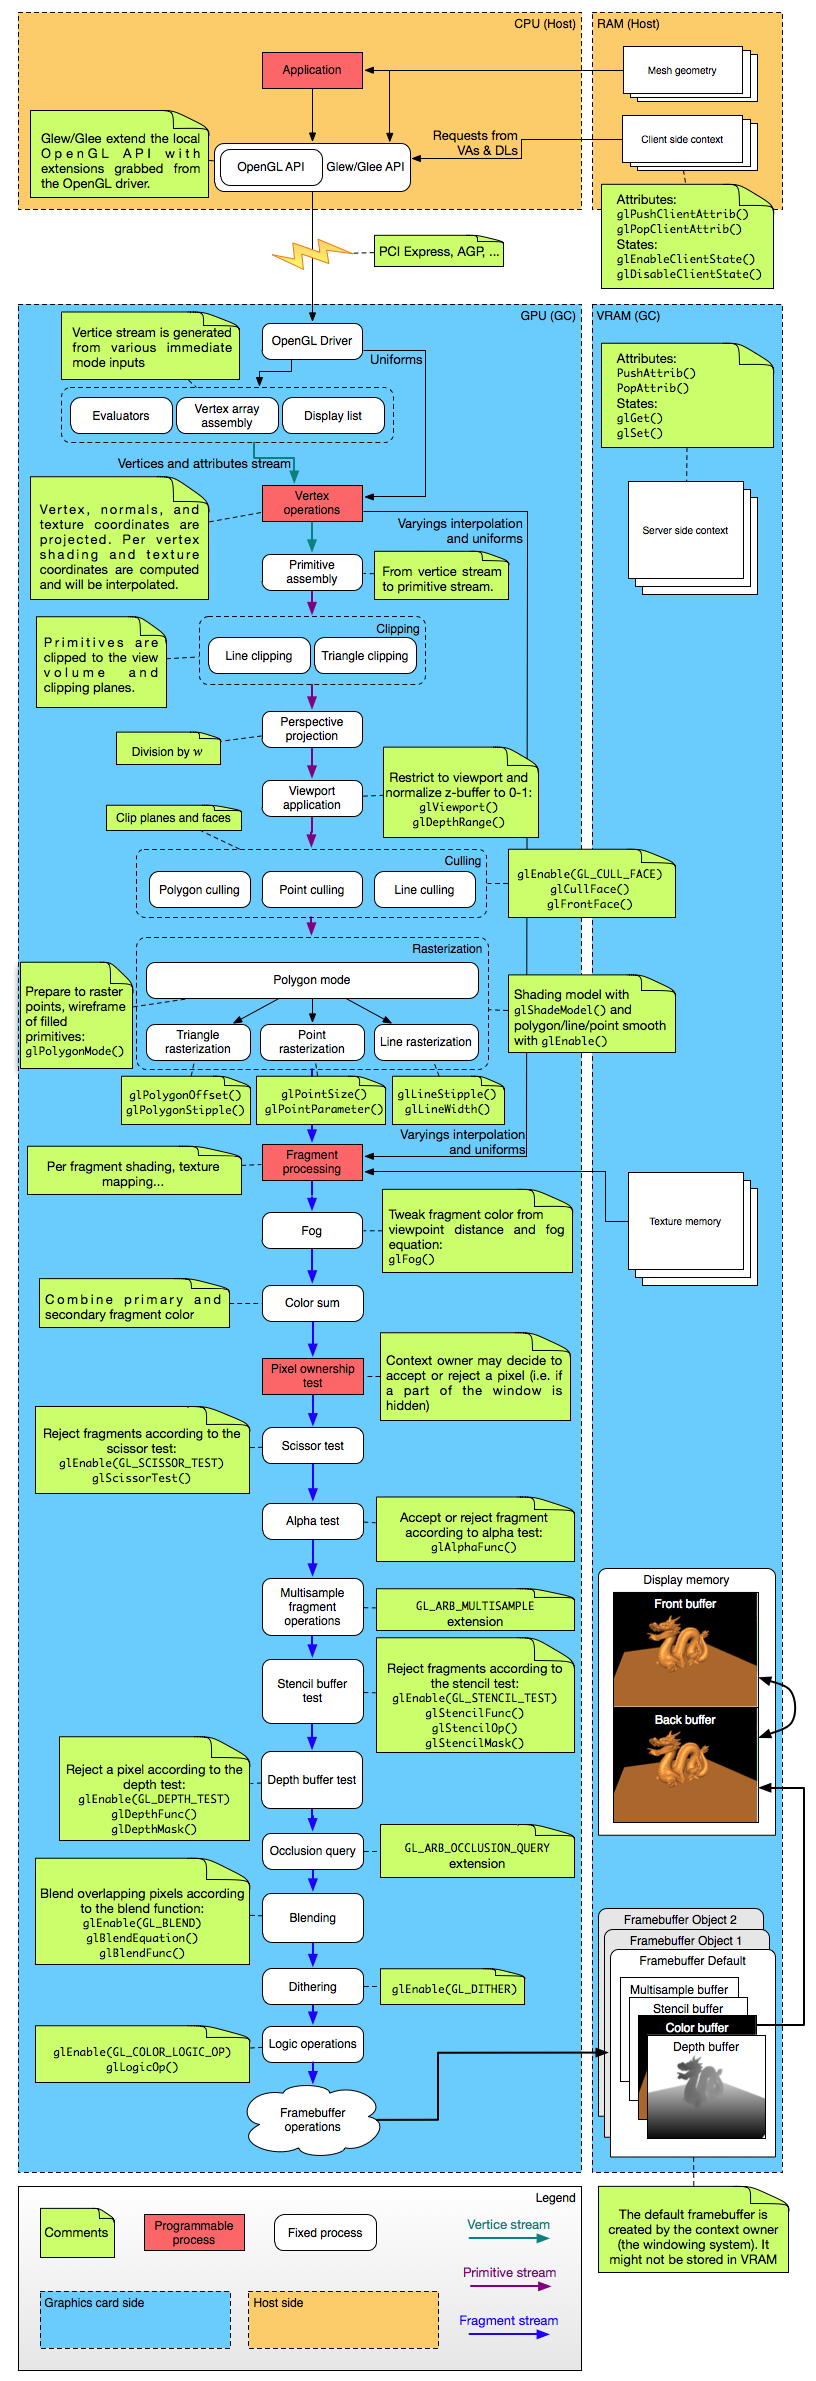 CPU (Host)
RAM (Host)
Application
Mesh geometry
Glew/Glee extend the local
OpenGL API with
extensions grabbed from
the OpenGL driver.
OpenGL API
Glew/Glee API
Requests from
VAs & DLs
Client side context
Attributes:
glPushClientAttrib()
glPopClientAttrib()
States:
glEnableClientState()
glDisableClientState()
PCI Express, AGP, ...
GPU (GC)
VRAM (GC)
Vertice stream is generated
from various immediate
mode inputs
OpenGL Driver
Uniforms
Evaluators
Vertex array
assembly
Display list
Attributes:
PushAttrib()
PopAttrib()
States:
glGet()
glSet()
Server side context
Vertices and attributes stream
Vertex
operations
Vertex, normals, and
texture coordinates are
projected. Per vertex
shading and texture
coordinates are computed
and will be interpolated.
Varyings interpolation
and uniforms
Primitive
assembly
From vertice stream
to primitive stream.
Clipping
Line clipping
Triangle clipping
Primitives are
clipped to the view
volume and
clipping planes.
Perspective
projection
Division by w
Viewport
application
Restrict to viewport and
normalize z-buffer to 0-1:
glViewport()
glDepthRange()
Clip planes and faces
Culling
Polygon culling
Point culling
Line culling
glEnable(GL_CULL_FACE)
glCullFace()
glFrontFace()
Rasterization
Polygon mode
Triangle
rasterization
Point
rasterization
Line rasterization
Prepare to raster
points, wireframe
of filled
primitives:
glPolygonMode()
Shading model with
glShadeModel() and
polygon/line/point smooth
with glEnable()
glPolygonOffset()
glPolygonStipple()
glPointSize()
glPointParameter()
glLineStipple()
glLineWidth()
Varyings interpolation
and uniforms
Fragment
processing
Per fragment shading, texture
mapping...
Texture memory
Fog
Tweak fragment color from
viewpoint distance and fog
equation:
glFog()
Color sum
Combine primary and
secondary fragment color
Pixel ownership
test
Context owner may decide to
accept or reject a pixel (i.e. if
a part of the window is
hidden)
Scissor test
Reject fragments according to the
scissor test:
glEnable(GL_SCISSOR_TEST)
glScissorTest()
Alpha test
Accept or reject fragment
according to alpha test:
glAlphaFunc()
Multisample
fragment
operations
GL_ARB_MULTISAMPLE
extension
Stencil buffer
test
Reject fragments according to
the stencil test:
glEnable(GL_STENCIL_TEST)
glStencilFunc()
glStencilOp()
glStencilMask()
Display memory
Front buffer
Back buffer
Depth buffer test
Reject a pixel according to the
depth test:
glEnable(GL_DEPTH_TEST)
glDepthFunc()
glDepthMask()
Occlusion query
GL_ARB_OCCLUSION_QUERY
extension
Blending
Blend overlapping pixels according
to the blend function:
glEnable(GL_BLEND)
glBlendEquation()
glBlendFunc()
Dithering
glEnable(GL_DITHER)
Logic operations
glEnable(GL_COLOR_LOGIC_OP)
glLogicOp()
Framebuffer
operations
Framebuffer Object 2
Framebuffer Object 1
Framebuffer Default
Multisample buffer
Stencil buffer
Color buffer
Depth buffer
The default framebuffer is
created by the context owner
(the windowing system). It
might not be stored in VRAM
Legend
Comments
Programmable
process
Fixed process
Vertice stream
Primitive stream
Fragment stream
Graphics card side
Host side